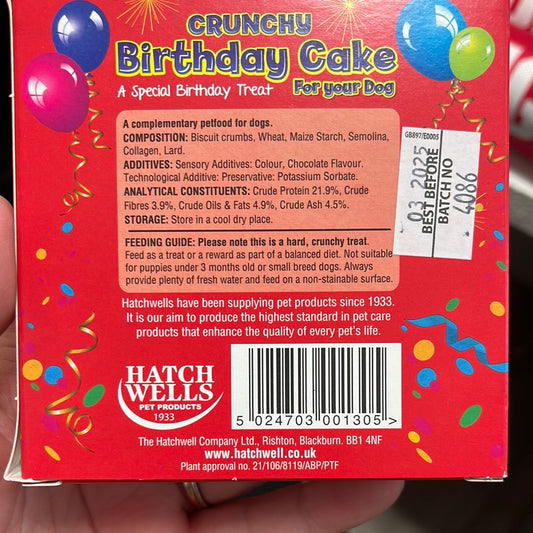 CRUNCHY
Birthday Cake
A Special Birthday Treat For your Dog
A complementary petfood for dogs.
COMPOSITION: Biscuit crumbs, Wheat, Maize Starch, Semolina,
Collagen, Lard.
ADDITIVES: Sensory Additives: Colour, Chocolate Flavour.
Technological Additive: Preservative: Potassium Sorbate.
ANALYTICAL CONSTITUENTS: Crude Protein 21.9%, Crude
Fibres 3.9%, Crude Oils & Fats 4.9%, Crude Ash 4.5%.
STORAGE: Store in a cool dry place.
GB897/E0005
03 2025
BEST BEFORE
BATCH NO
4086
FEEDING GUIDE: Please note this is a hard, crunchy treat.
Feed as a treat or a reward as part of a balanced diet. Not suitable
for puppies under 3 months old or small breed dogs. Always
provide plenty of fresh water and feed on a non-stainable surface.
Hatchwells have been supplying pet products since 1933.
It is our aim to produce the highest standard in pet care
products that enhance the quality of every pet's life.
HATCH
WELLS
PET PRODUCTS
1933
5 024703 001305 >
The Hatchwell Company Ltd., Rishton, Blackburn. BB1 4NF
www.hatchwell.co.uk
Plant approval no. 21/106/8119/ABP/PTF